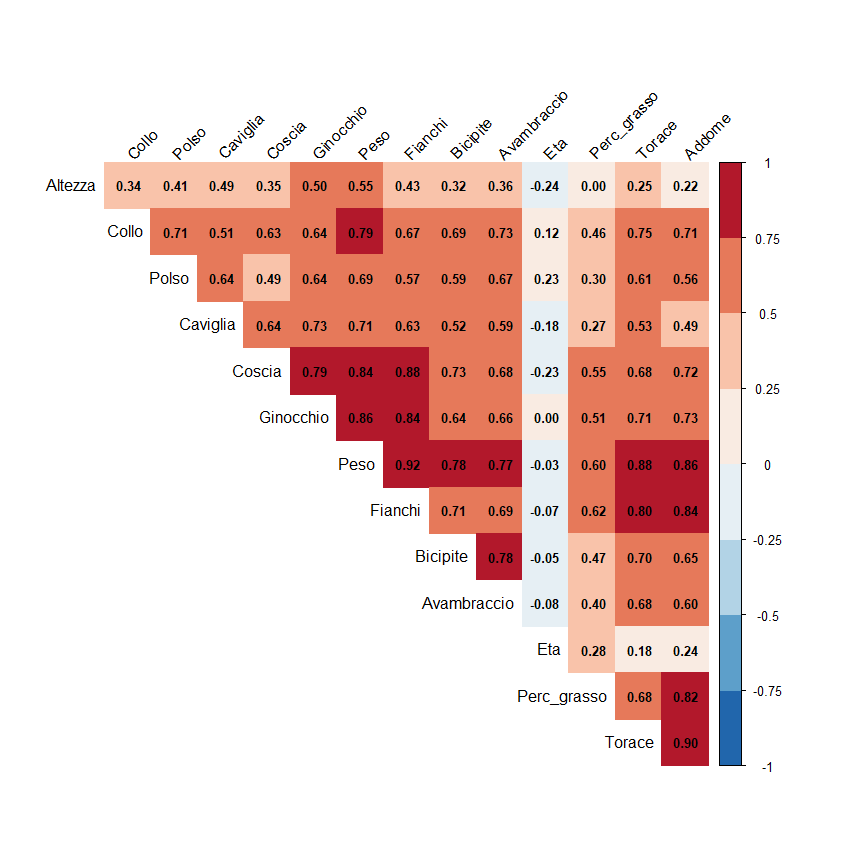 Collo Polso Caviglia Coscia Ginocchio Peso Fianchi Bicipite Avambraccio Eta Perc_grasso Torace Addome
Altezza 0.34 0.41 0.49 0.35 0.50 0.55 0.43 0.32 0.36 -0.24 0.00 0.25 0.22
Collo 0.71 0.51 0.63 0.64 0.79 0.67 0.69 0.73 0.12 0.46 0.75 0.71
Polso 0.64 0.49 0.64 0.69 0.57 0.59 0.67 0.23 0.30 0.61 0.56
Caviglia 0.64 0.73 0.71 0.63 0.52 0.59 -0.18 0.27 0.53 0.49
Coscia 0.79 0.84 0.88 0.73 0.68 -0.23 0.55 0.68 0.72
Ginocchio 0.86 0.84 0.64 0.66 0.00 0.51 0.71 0.73
Peso 0.92 0.78 0.77 -0.03 0.60 0.88 0.86
Fianchi 0.71 0.69 -0.07 0.62 0.80 0.84
Bicipite 0.78 -0.05 0.47 0.70 0.65
Avambraccio -0.08 0.40 0.68 0.60
Eta 0.28 0.18 0.24
Perc_grasso 0.68 0.82
Torace 0.90
1
0.75
0.5
0.25
0
-0.25
-0.5
-0.75
-1